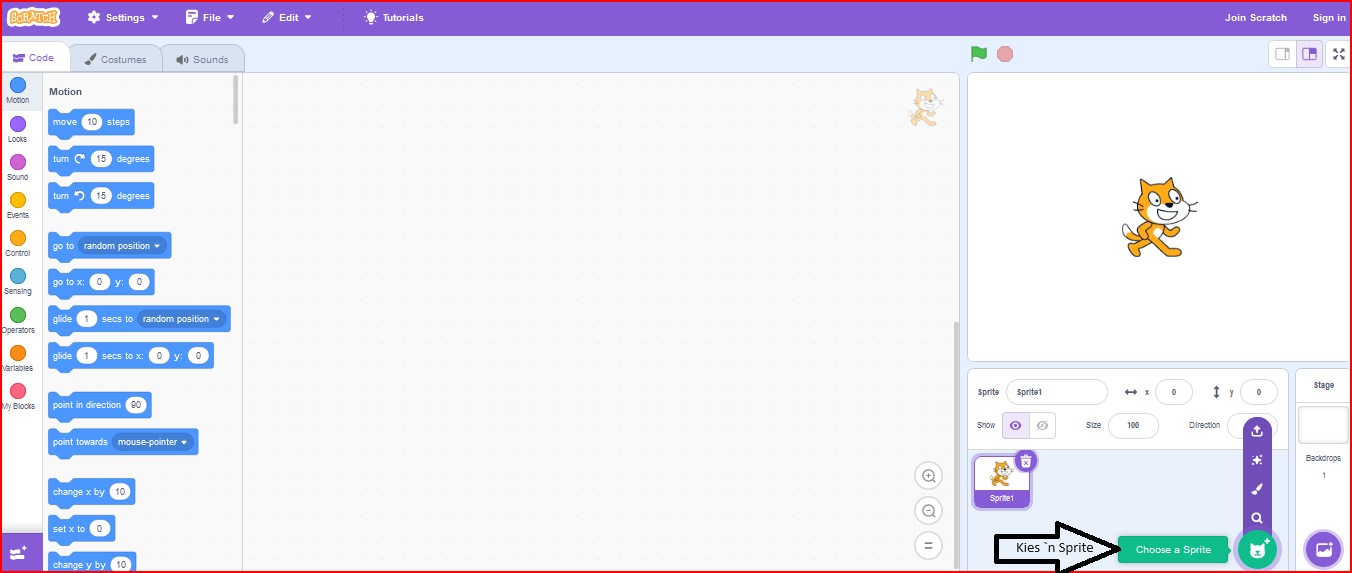 SCRATCH Settings File Edit Tutorials Join Scratch Sign in
Code Costumes Sounds
Motion
Looks
Sound
Events
Control
Sensing
Operators
Variables
My Blocks
Motion
move 10 steps
turn 15 degrees
turn 15 degrees
go to random position
go to x: 0 y: 0
glide 1 secs to random position
glide 1 secs to x: 0 y: 0
point in direction 90
point towards mouse-pointer
change x by 10
set x to 0
change y by 10
Sprite Sprite1 x 0 y 0
Show Size 100 Direction
Sprite1
Kies `n Sprite
Choose a Sprite
Stage
Backdrops
1